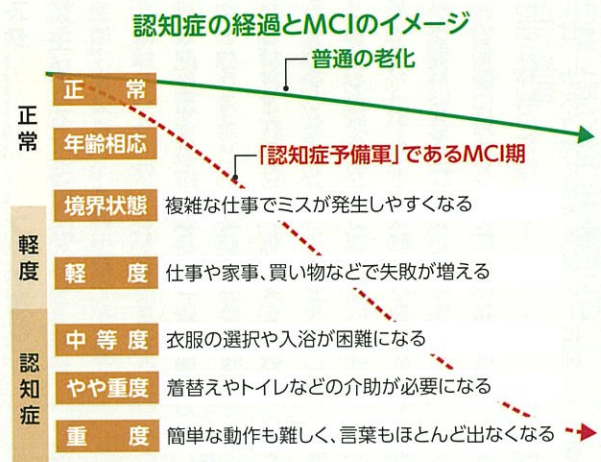 認知症の経過とMCIのイメージ
普通の老化
正常
正常
年齢相応
「認知症予備軍」であるMCI期
軽度
境界状態 複雑な仕事でミスが発生しやすくなる
軽度 仕事や家事、買い物などで失敗が増える
認知症
中等度 衣服の選択や入浴が困難になる
やや重度 着替えやトイレなどの介助が必要になる
重度 簡単な動作も難しく、言葉もほとんど出なくなる